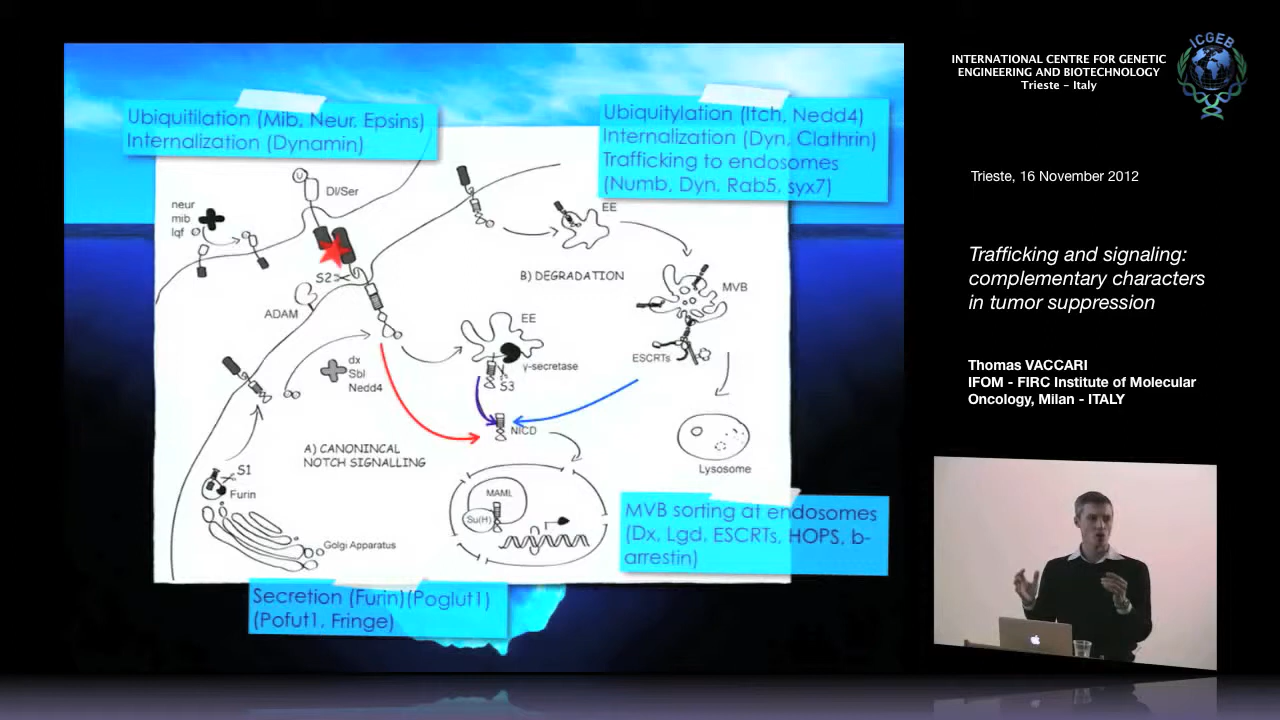 Ubiquitilation (Mib, Neur, Epsins)
Internalization (Dynamin)
Ubiquitylation (Itch, Nedd4)
Internalization (Dyn, Clathrin)
Trafficking to endosomes
(Numb, Dyn, Rab5, syx7)
U
Dl/Ser
neur
mib
lqf
EE
S2
B) DEGRADATION
MVB
ADAM
EE
ESCRTs
dx
Sbl
Nedd4
γ-secretase
S3
NICD
A) CANONINCAL
NOTCH SIGNALLING
Lysosome
S1
Furin
MAML
Su(H)
Golgi Apparatus
MVB sorting at endosomes
(Dx, Lgd, ESCRTs, HOPS, b-
arrestin)
Secretion (Furin)(Poglut1)
(Pofut1, Fringe)
INTERNATIONAL CENTRE FOR GENETIC
ENGINEERING AND BIOTECHNOLOGY
Trieste - Italy
ICGEB
Trieste, 16 November 2012
Trafficking and signaling:
complementary characters
in tumor suppression
Thomas VACCARI
IFOM - FIRC Institute of Molecular
Oncology, Milan - ITALY